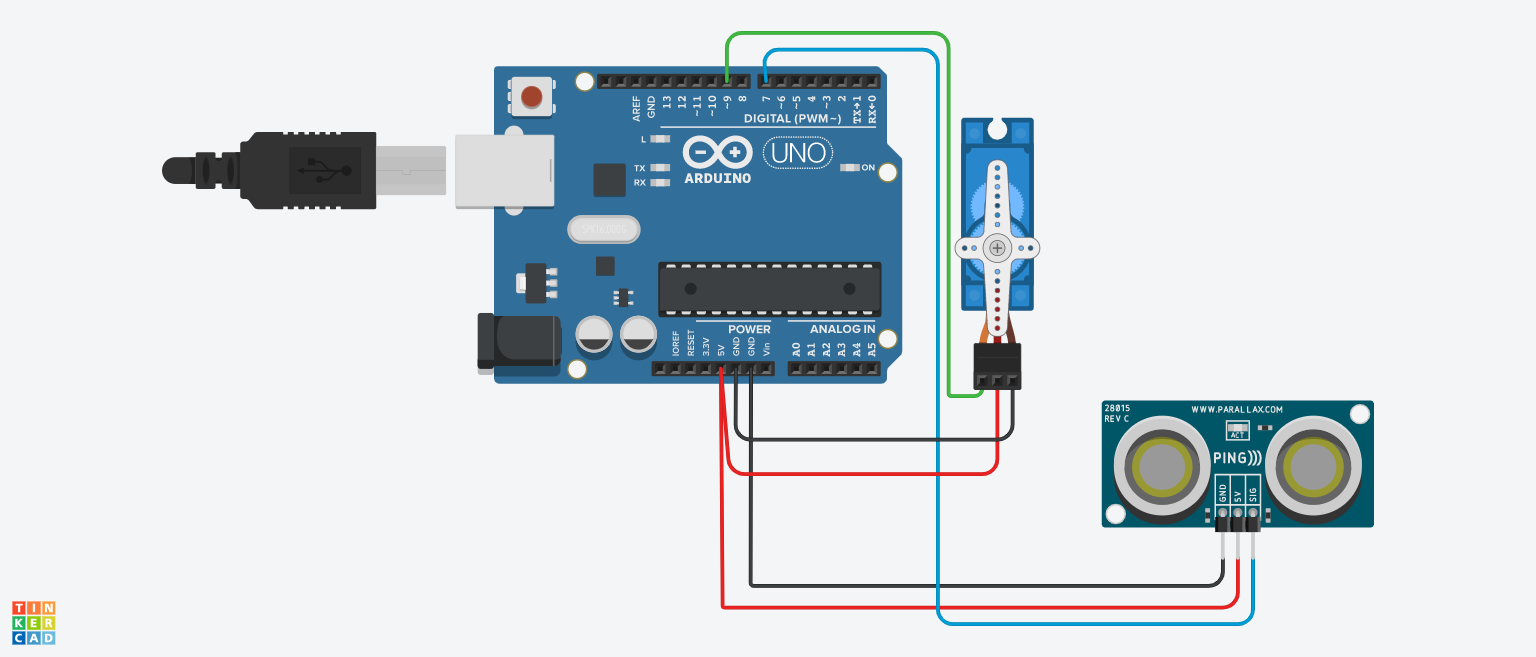 AREF
GND
13
12
~11
~10
~9
8
7
~6
~5
4
~3
2
TX→1
RX←0
DIGITAL (PWM~)
L
TX
RX
UNO
ON
ARDUINO
SPK16.000G
POWER
ANALOG IN
IOREF
RESET
3.3V
5V
GND
GND
Vin
A0
A1
A2
A3
A4
A5
28015
REV C
WWW.PARALLAX.COM
ACT
PING)))
GND
5V
SIG
TIN
KER
CAD